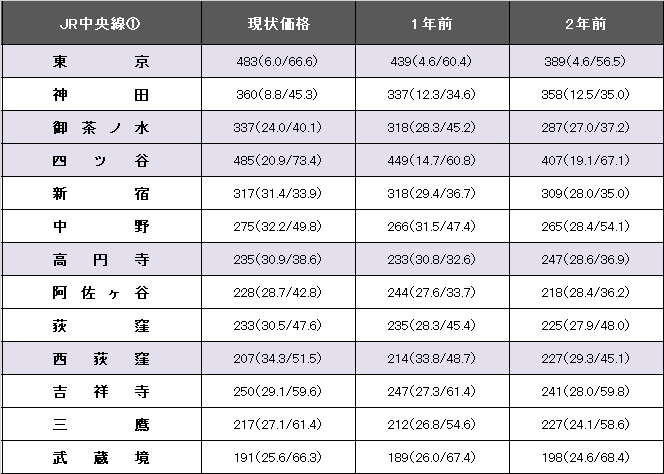 JR中央線① 現状価格 1年前 2年前
東京 483(6.0/66.6) 439(4.6/60.4) 389(4.6/56.5)
神田 360(8.8/45.3) 337(12.3/34.6) 358(12.5/35.0)
御茶ノ水 337(24.0/40.1) 318(28.3/45.2) 287(27.0/37.2)
四ッ谷 485(20.9/73.4) 449(14.7/60.8) 407(19.1/67.1)
新宿 317(31.4/33.9) 318(29.4/36.7) 309(28.0/35.0)
中野 275(32.2/49.8) 266(31.5/47.4) 265(28.4/54.1)
高円寺 235(30.9/38.6) 233(30.8/32.6) 247(28.6/36.9)
阿佐ヶ谷 228(28.7/42.8) 244(27.6/33.7) 218(28.4/36.2)
荻窪 233(30.5/47.6) 235(28.3/45.4) 225(27.9/48.0)
西荻窪 207(34.3/51.5) 214(33.8/48.7) 227(29.3/45.1)
吉祥寺 250(29.1/59.6) 247(27.3/61.4) 241(28.0/59.8)
三鷹 217(27.1/61.4) 212(26.8/54.6) 227(24.1/58.6)
武蔵境 191(25.6/66.3) 189(26.0/67.4) 198(24.6/68.4)